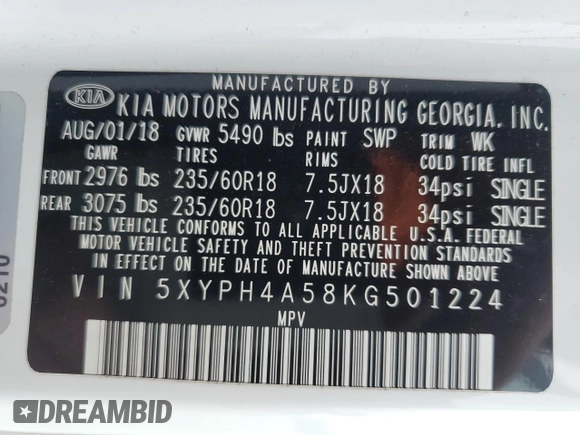 MANUFACTURED BY
KIA KIA MOTORS MANUFACTURING GEORGIA, INC.
AUG/01/18 GVWR 5490 lbs PAINT SWP TRIM WK
GAWR TIRES RIMS COLD TIRE INFL
FRONT 2976 lbs 235/60R18 7.5JX18 34psi SINGLE
REAR 3075 lbs 235/60R18 7.5JX18 34psi SINGLE
THIS VEHICLE CONFORMS TO ALL APPLICABLE U.S.A. FEDERAL
MOTOR VEHICLE SAFETY AND THEFT PREVENTION STANDARDS IN
EFFECT ON THE DATE OF MANUFACTURE SHOWN ABOVE.
VIN 5XYPH4A58KG501224
MPV
DREAMBID